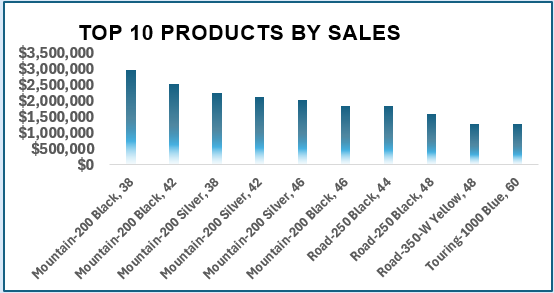 TOP 10 PRODUCTS BY SALES
$3,500,000
$3,000,000
$2,500,000
$2,000,000
$1,500,000
$1,000,000
$500,000
$0
Mountain-200 Black, 38
Mountain-200 Black, 42
Mountain-200 Silver, 38
Mountain-200 Silver, 42
Mountain-200 Silver, 46
Mountain-200 Black, 46
Road-250 Black, 44
Road-250 Black, 48
Road-350-W Yellow, 48
Touring-1000 Blue, 60